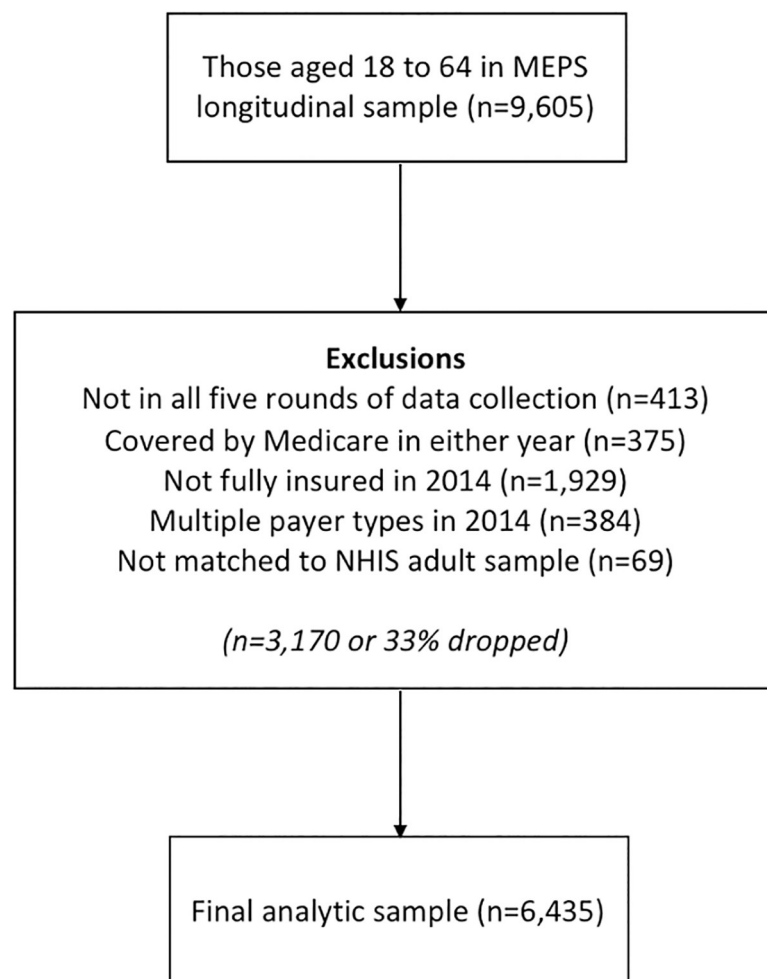 Those aged 18 to 64 in MEPS
longitudinal sample (n=9,605)
Exclusions
Not in all five rounds of data collection (n=413)
Covered by Medicare in either year (n=375)
Not fully insured in 2014 (n=1,929)
Multiple payer types in 2014 (n=384)
Not matched to NHIS adult sample (n=69)
(n=3,170 or 33% dropped)
Final analytic sample (n=6,435)